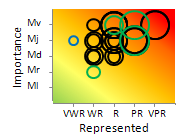 Importance
Mv
Mj
Md
Mr
Ml
VWR WR R PR VPR
Represented